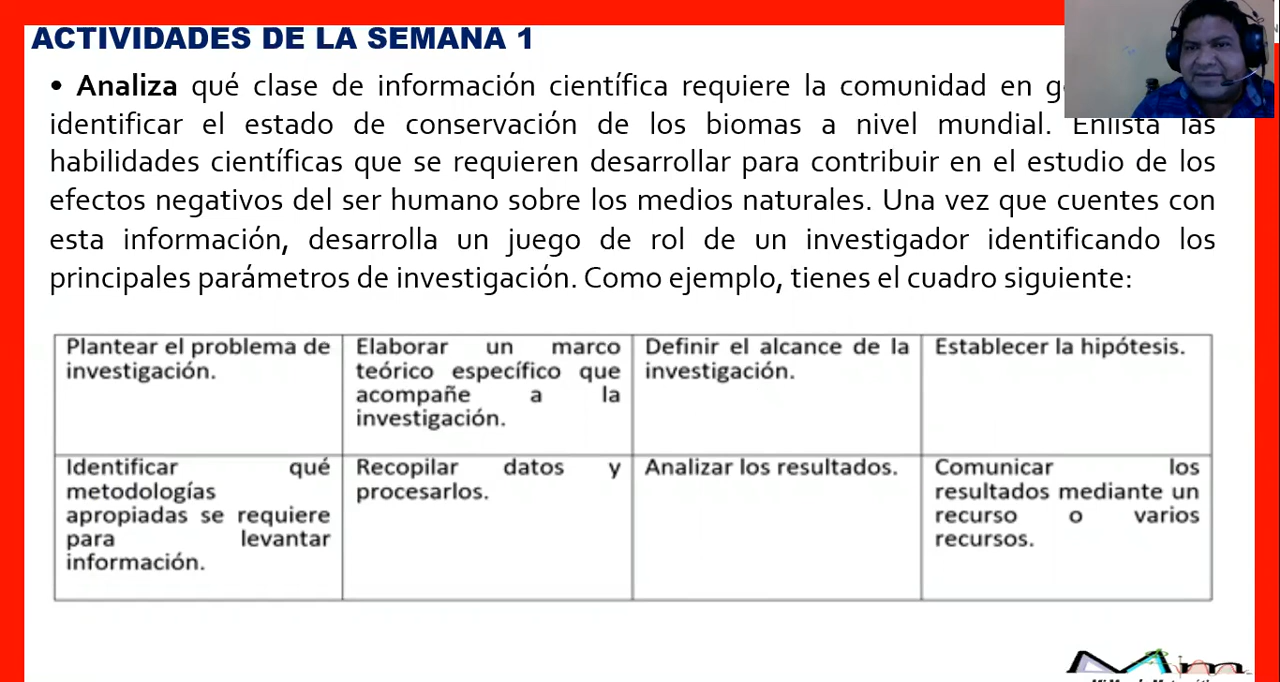 ACTIVIDADES DE LA SEMANA 1
• Analiza qué clase de información científica requiere la comunidad en
identificar el estado de conservación de los biomas a nivel mundial. Enlista las
habilidades científicas que se requieren desarrollar para contribuir en el estudio de los
efectos negativos del ser humano sobre los medios naturales. Una vez que cuentes con
esta información, desarrolla un juego de rol de un investigador identificando los
principales parámetros de investigación. Como ejemplo, tienes el cuadro siguiente:
Plantear el problema de
investigación.
Elaborar un marco
teórico específico que
acompañe a la
investigación.
Definir el alcance de la
investigación.
Establecer la hipótesis.
Identificar qué
metodologías
apropiadas se requiere
para levantar
información.
Recopilar datos y
procesarlos.
Analizar los resultados.
Comunicar los
resultados mediante un
recurso o varios
recursos.